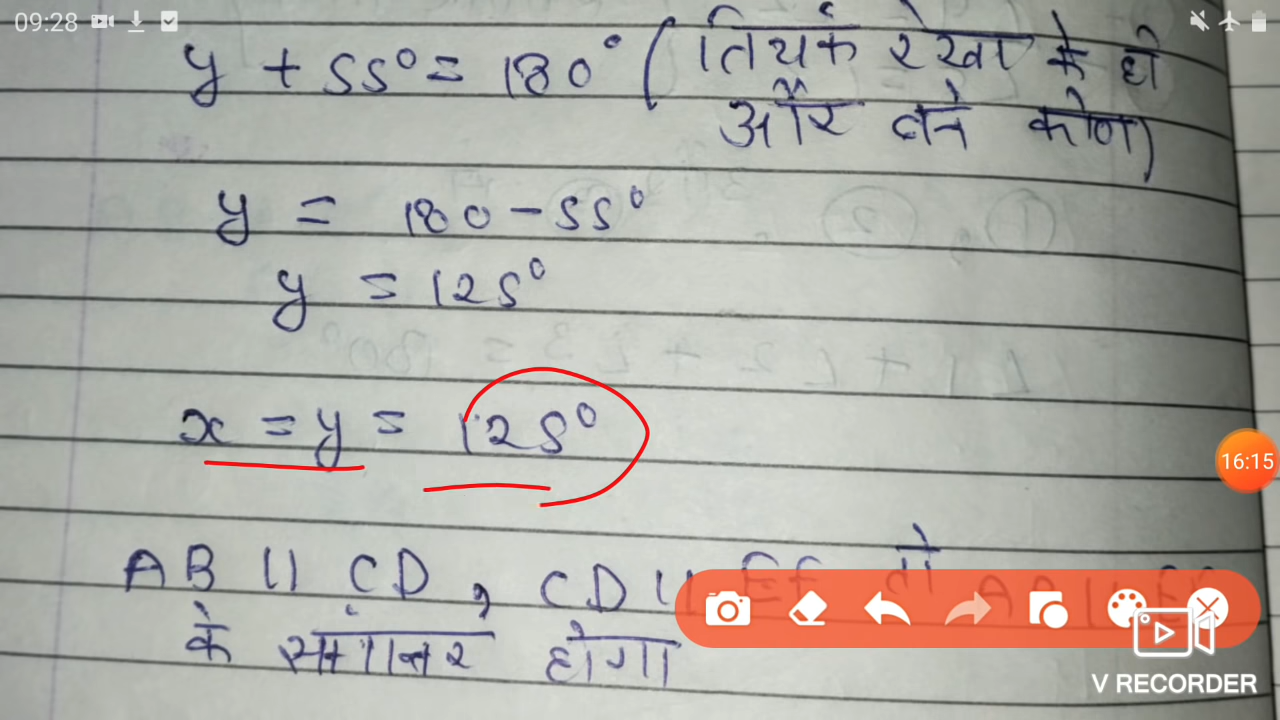 09:28
y + 55° = 180° (तिर्यक रेखा के ही
और बने कोण)
y = 180 - 55°
y = 125°
x = y = 125°
16:15
AB || CD, CD || EF तो AB ||
के समान्तर होगा
V RECORDER